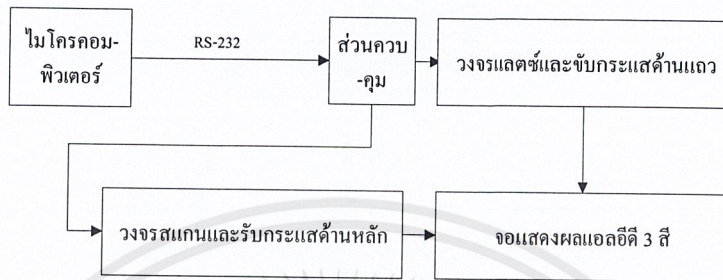 ไมโครคอม-
พิวเตอร์
RS-232
ส่วนควบ
-คุม
วงจรแลตช์และขับกระแสด้านแถว
วงจรสแกนและรับกระแสด้านหลัก
จอแสดงผลแอลอีดี 3 สี